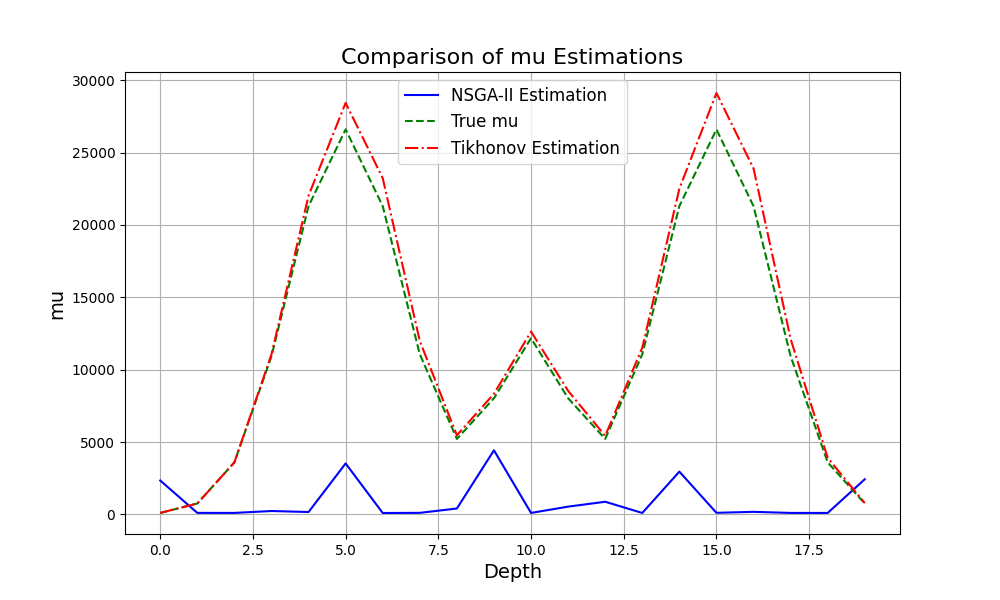 Comparison of mu Estimations
NSGA-II Estimation
True mu
Tikhonov Estimation
30000
25000
20000
15000
10000
5000
0
mu
0.0 2.5 5.0 7.5 10.0 12.5 15.0 17.5
Depth